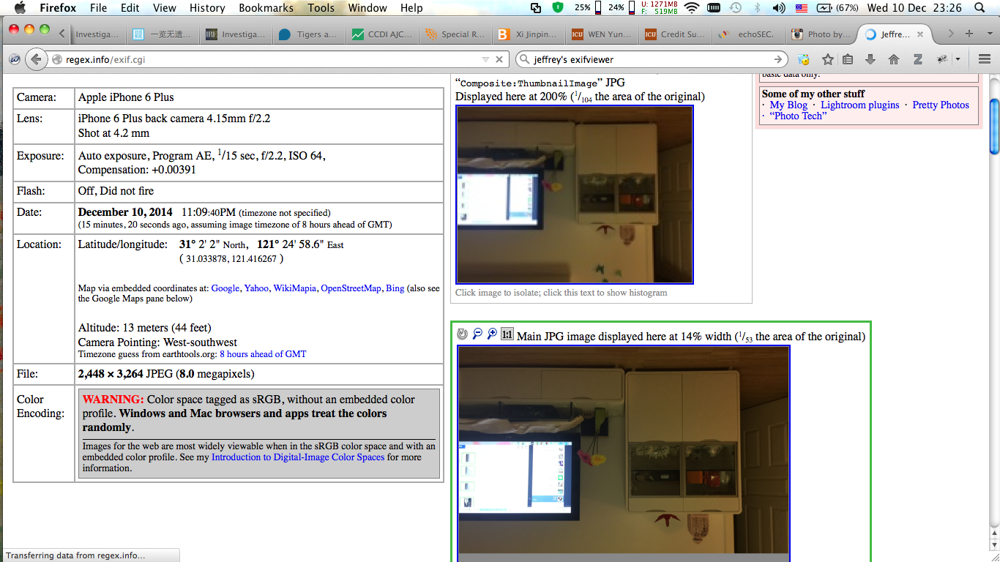 Firefox File Edit View History Bookmarks Tools Window Help 25% 24% U: 1271MB F: 519MB (67%) Wed 10 Dec 23:26
Investiga... 一览无遗... Investiga... Tigers a... CCDI AJC... Special R... Xi Jinpin... ICU WEN Yun... ICU Credit Su... echoSEC. Photo by... Jeffre...
regex.info/exif.cgi jeffrey's exifviewer
basic data only.
Some of my other stuff
· My Blog · Lightroom plugins · Pretty Photos
· “Photo Tech”
Camera: Apple iPhone 6 Plus
Lens: iPhone 6 Plus back camera 4.15mm f/2.2
Shot at 4.2 mm
Exposure: Auto exposure, Program AE, 1/15 sec, f/2.2, ISO 64,
Compensation: +0.00391
Flash: Off, Did not fire
Date: December 10, 2014 11:09:40PM (timezone not specified)
(15 minutes, 20 seconds ago, assuming image timezone of 8 hours ahead of GMT)
Location: Latitude/longitude: 31° 2' 2" North, 121° 24' 58.6" East
( 31.033878, 121.416267 )
Map via embedded coordinates at: Google, Yahoo, WikiMapia, OpenStreetMap, Bing (also see
the Google Maps pane below)
Altitude: 13 meters (44 feet)
Camera Pointing: West-southwest
Timezone guess from earthtools.org: 8 hours ahead of GMT
File: 2,448 × 3,264 JPEG (8.0 megapixels)
Color Encoding: WARNING: Color space tagged as sRGB, without an embedded color
profile. Windows and Mac browsers and apps treat the colors
randomly.
Images for the web are most widely viewable when in the sRGB color space and with an
embedded color profile. See my Introduction to Digital-Image Color Spaces for more
information.
“Composite:ThumbnailImage” JPG
Displayed here at 200% (1/104 the area of the original)
Click image to isolate; click this text to show histogram
1:1 Main JPG image displayed here at 14% width (1/53 the area of the original)
Transferring data from regex.info...